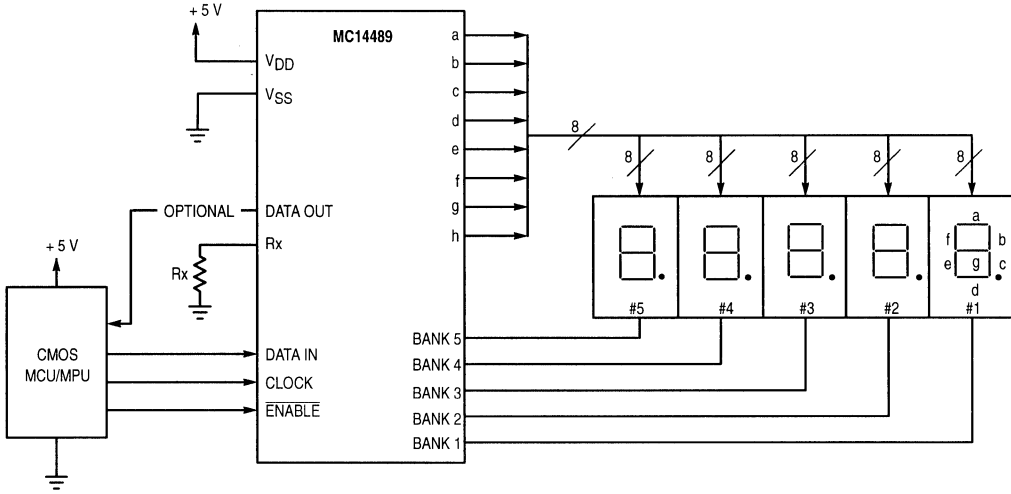 + 5 V
MC14489
V_DD
V_SS
a
b
c
d
e
f
g
h
8
8
8
8
8
8
OPTIONAL
DATA OUT
Rx
Rx
+ 5 V
CMOS
MCU/MPU
DATA IN
CLOCK
ENABLE
BANK 5
BANK 4
BANK 3
BANK 2
BANK 1
a
f
b
e
g
c
d
#5
#4
#3
#2
#1